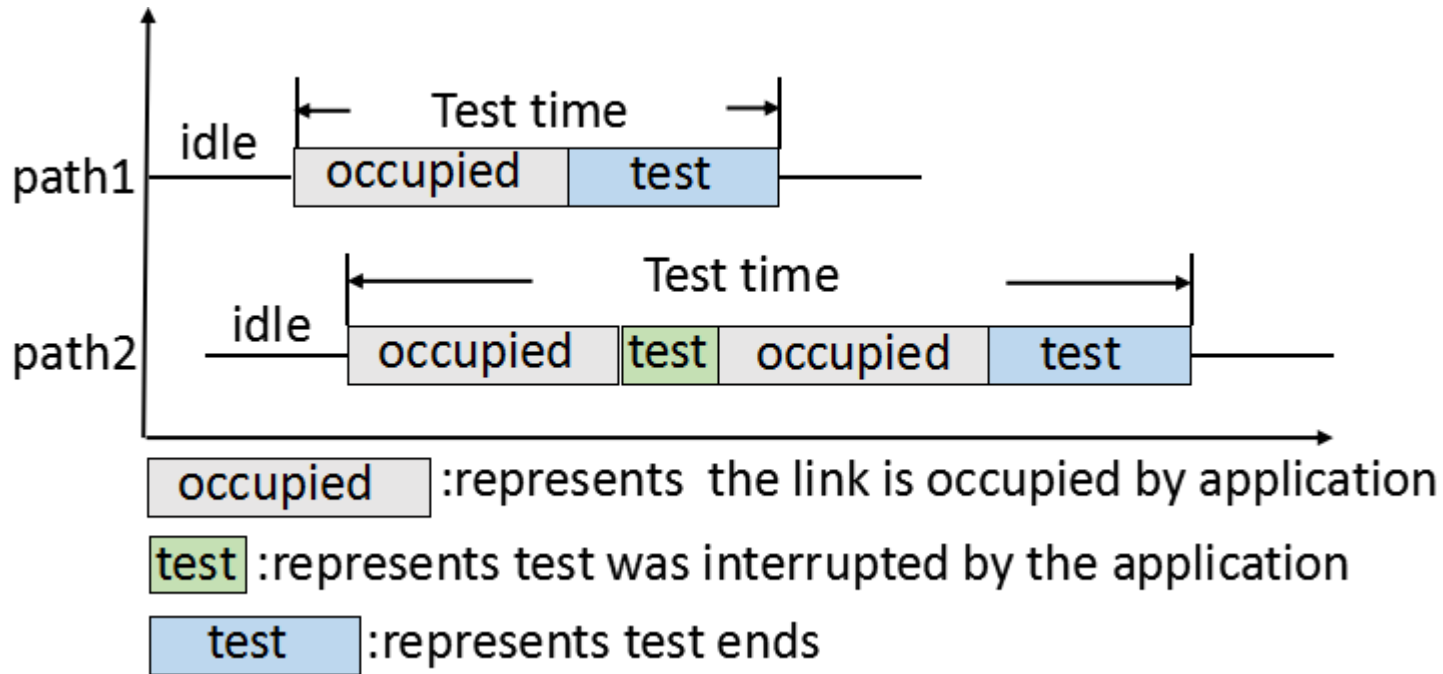 Test time
idle
path1
occupied
test
Test time
idle
path2
occupied
test
occupied
test
occupied :represents the link is occupied by application
test :represents test was interrupted by the application
test :represents test ends